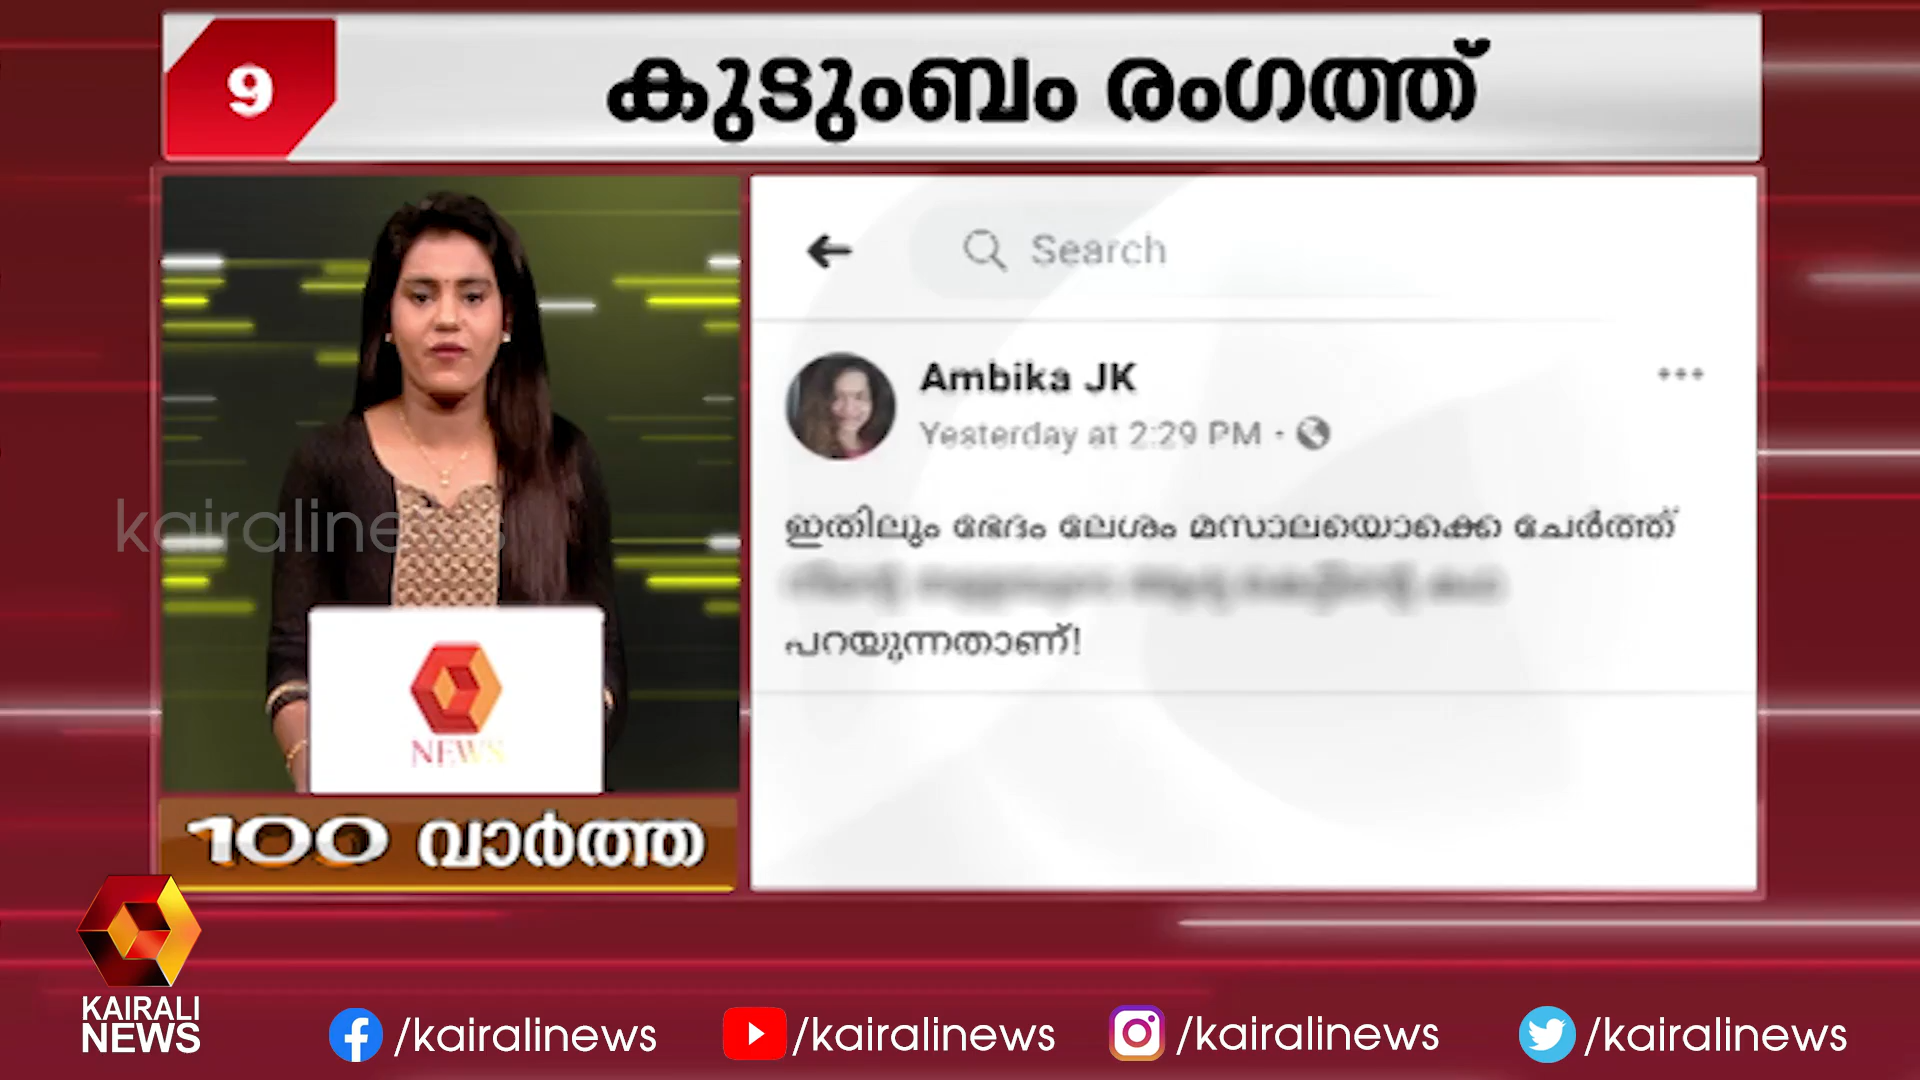 9
കുടുംബം രംഗത്ത്
Search
Ambika JK
Yesterday at 2:29 PM
ഇതിലും ഭേദം ലേശം മസാലയൊക്കെ ചേർത്ത്
പറയുന്നതാണ്!
kairalinews
NEWS
100 വാർത്ത
KAIRALI
NEWS
/kairalinews
/kairalinews
/kairalinews
/kairalinews